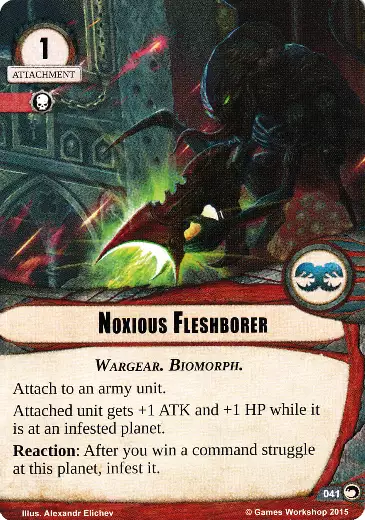 1
ATTACHMENT
NOXIOUS FLESHBORER
WARGEAR. BIOMORPH.
Attach to an army unit.
Attached unit gets +1 ATK and +1 HP while it
is at an infested planet.
Reaction: After you win a command struggle
at this planet, infest it.
041
Illus. Alexandr Elichev
© Games Workshop 2015